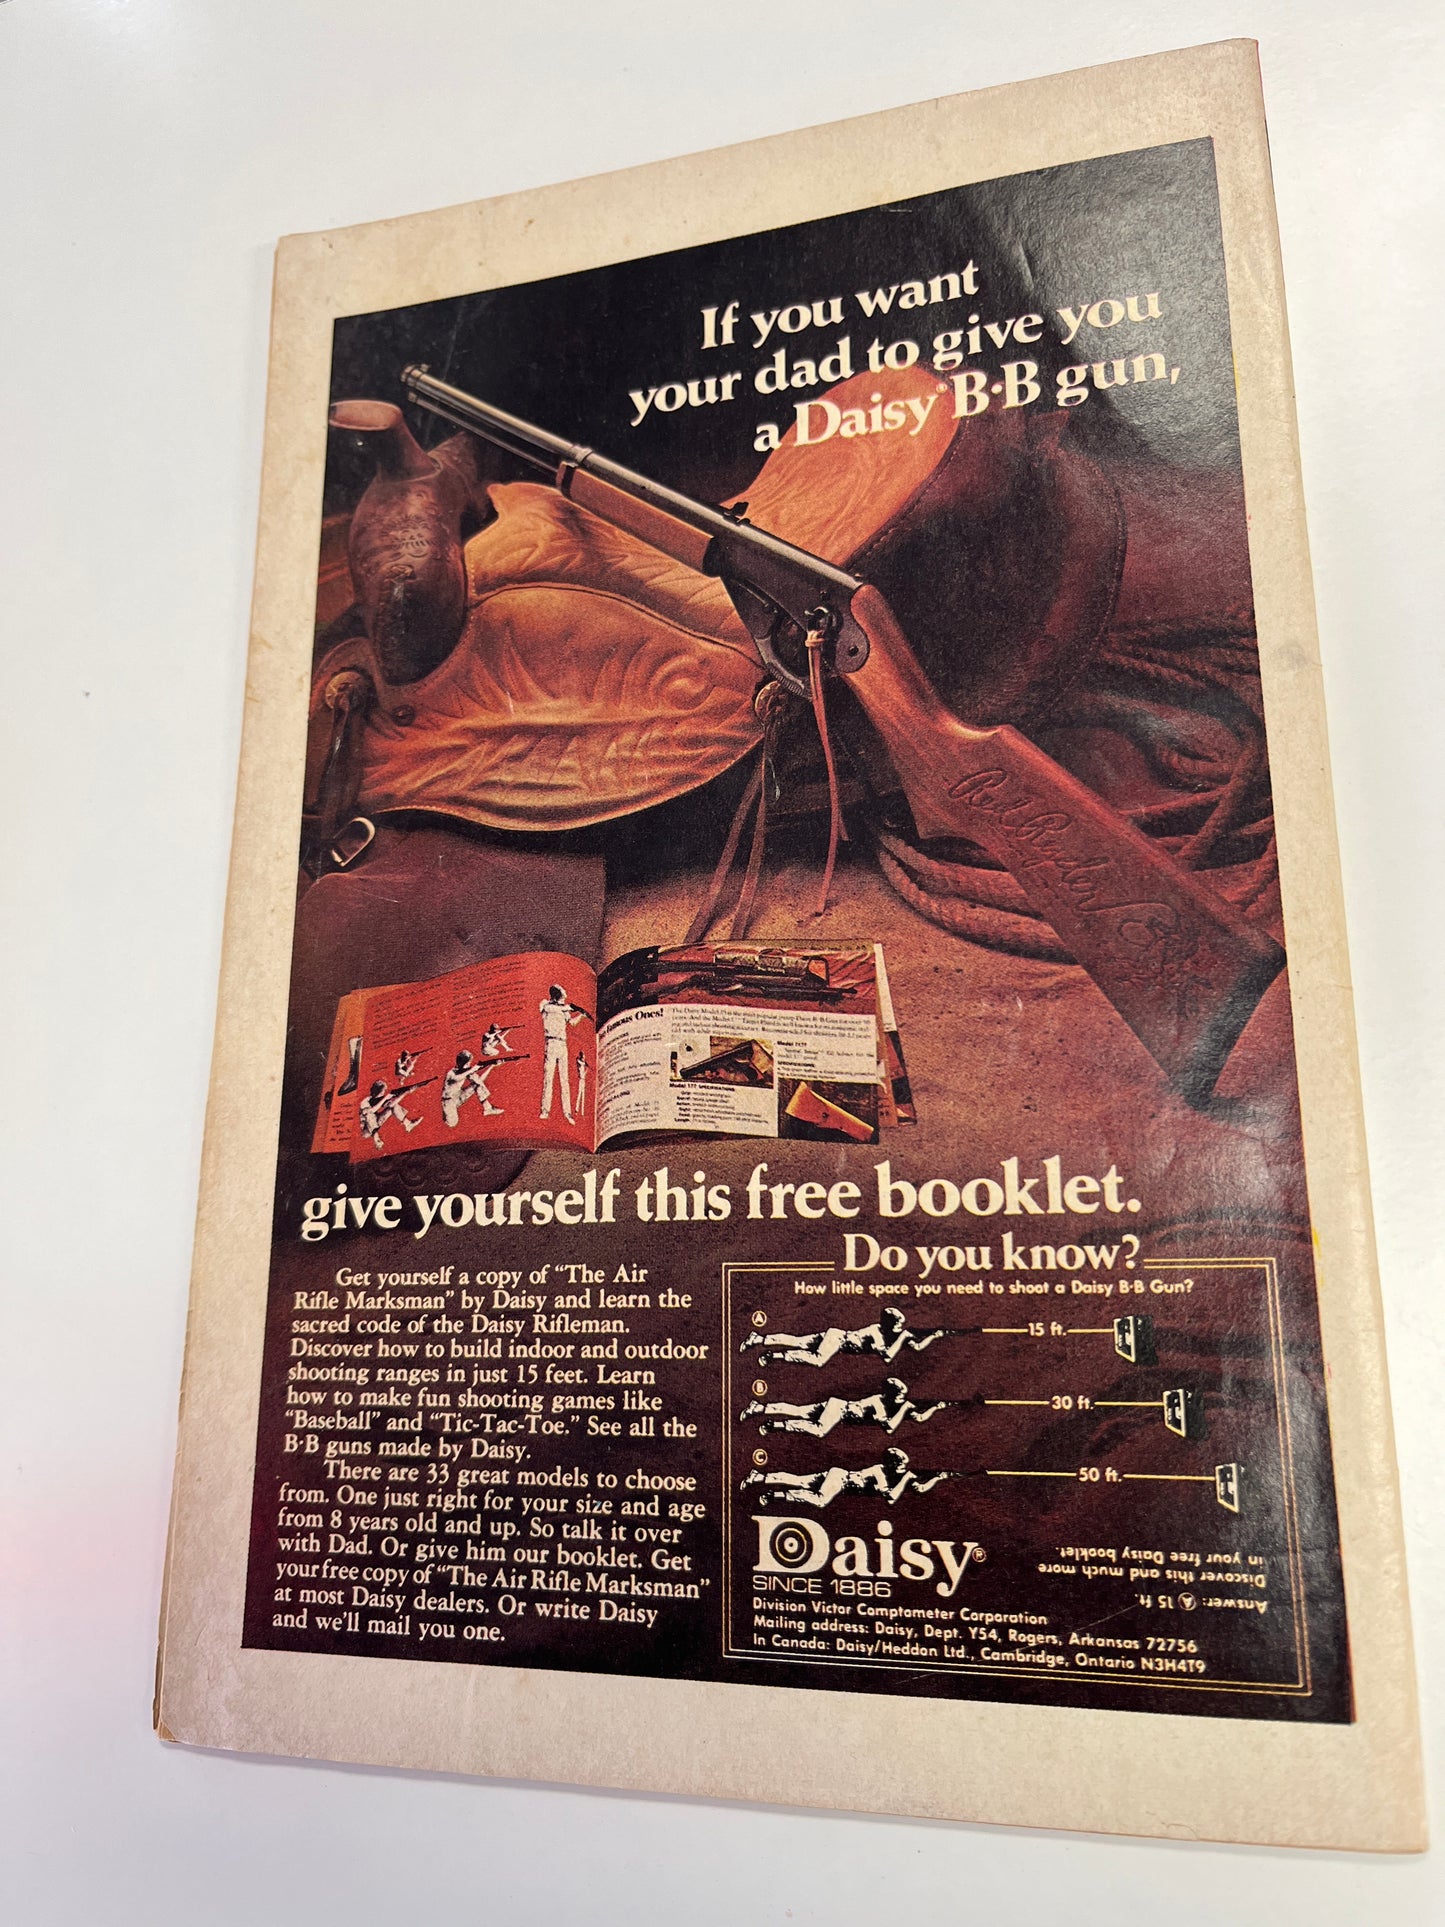 If you want
your dad to give you
a Daisy® B·B gun,
Red Ryder
Famous Ones!
Model 717
Model 177 SPECIFICATIONS
give yourself this free booklet.
Get yourself a copy of “The Air
Rifle Marksman” by Daisy and learn the
sacred code of the Daisy Rifleman.
Discover how to build indoor and outdoor
shooting ranges in just 15 feet. Learn
how to make fun shooting games like
“Baseball” and “Tic-Tac-Toe.” See all the
B·B guns made by Daisy.
There are 33 great models to choose
from. One just right for your size and age
from 8 years old and up. So talk it over
with Dad. Or give him our booklet. Get
your free copy of “The Air Rifle Marksman”
at most Daisy dealers. Or write Daisy
and we’ll mail you one.
Do you know?
How little space you need to shoot a Daisy B·B Gun?
A 15 ft.
B 30 ft.
C 50 ft.
Daisy®
SINCE 1886
Answer: A 15 ft.
Discover this and much more
in your free Daisy booklet.
Division Victor Comptometer Corporation
Mailing address: Daisy, Dept. Y54, Rogers, Arkansas 72756
In Canada: Daisy/Heddon Ltd., Cambridge, Ontario N3H4T9